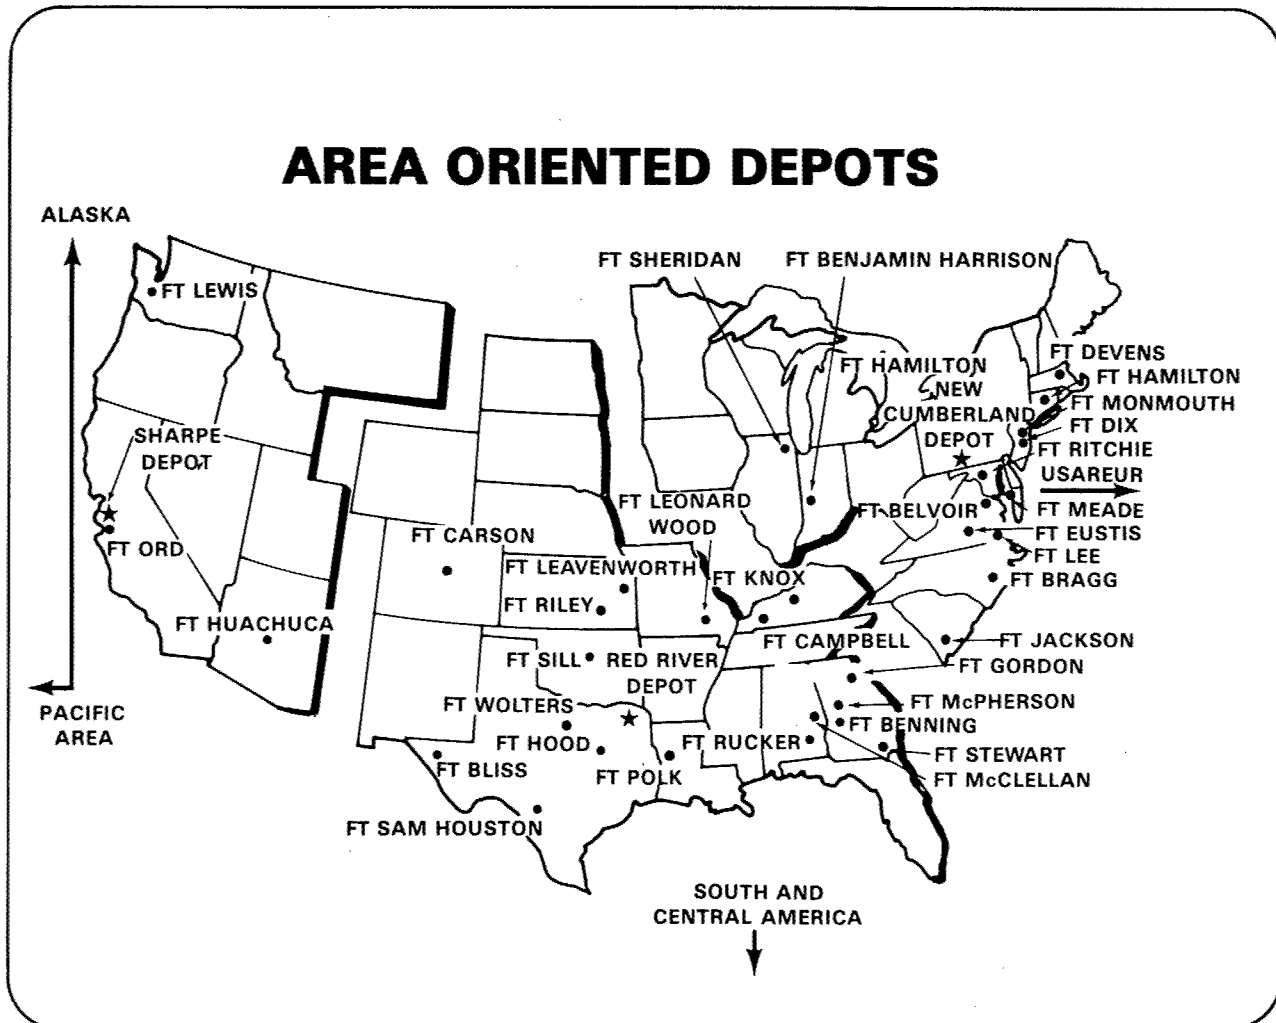 AREA ORIENTED DEPOTS
ALASKA
FT SHERIDAN
FT BENJAMIN HARRISON
FT LEWIS
FT DEVENS
FT HAMILTON
FT HAMILTON
NEW
CUMBERLAND
DEPOT
FT MONMOUTH
FT DIX
FT RITCHIE
USAREUR
SHARPE
DEPOT
FT LEONARD
WOOD
FT BELVOIR
FT MEADE
FT EUSTIS
FT LEE
FT BRAGG
FT ORD
FT CARSON
FT LEAVENWORTH
FT KNOX
FT RILEY
FT HUACHUCA
FT CAMPBELL
FT JACKSON
FT GORDON
FT SILL
RED RIVER
DEPOT
FT WOLTERS
FT McPHERSON
FT BENNING
PACIFIC
AREA
FT HOOD
FT RUCKER
FT STEWART
FT BLISS
FT POLK
FT McCLELLAN
FT SAM HOUSTON
SOUTH AND
CENTRAL AMERICA